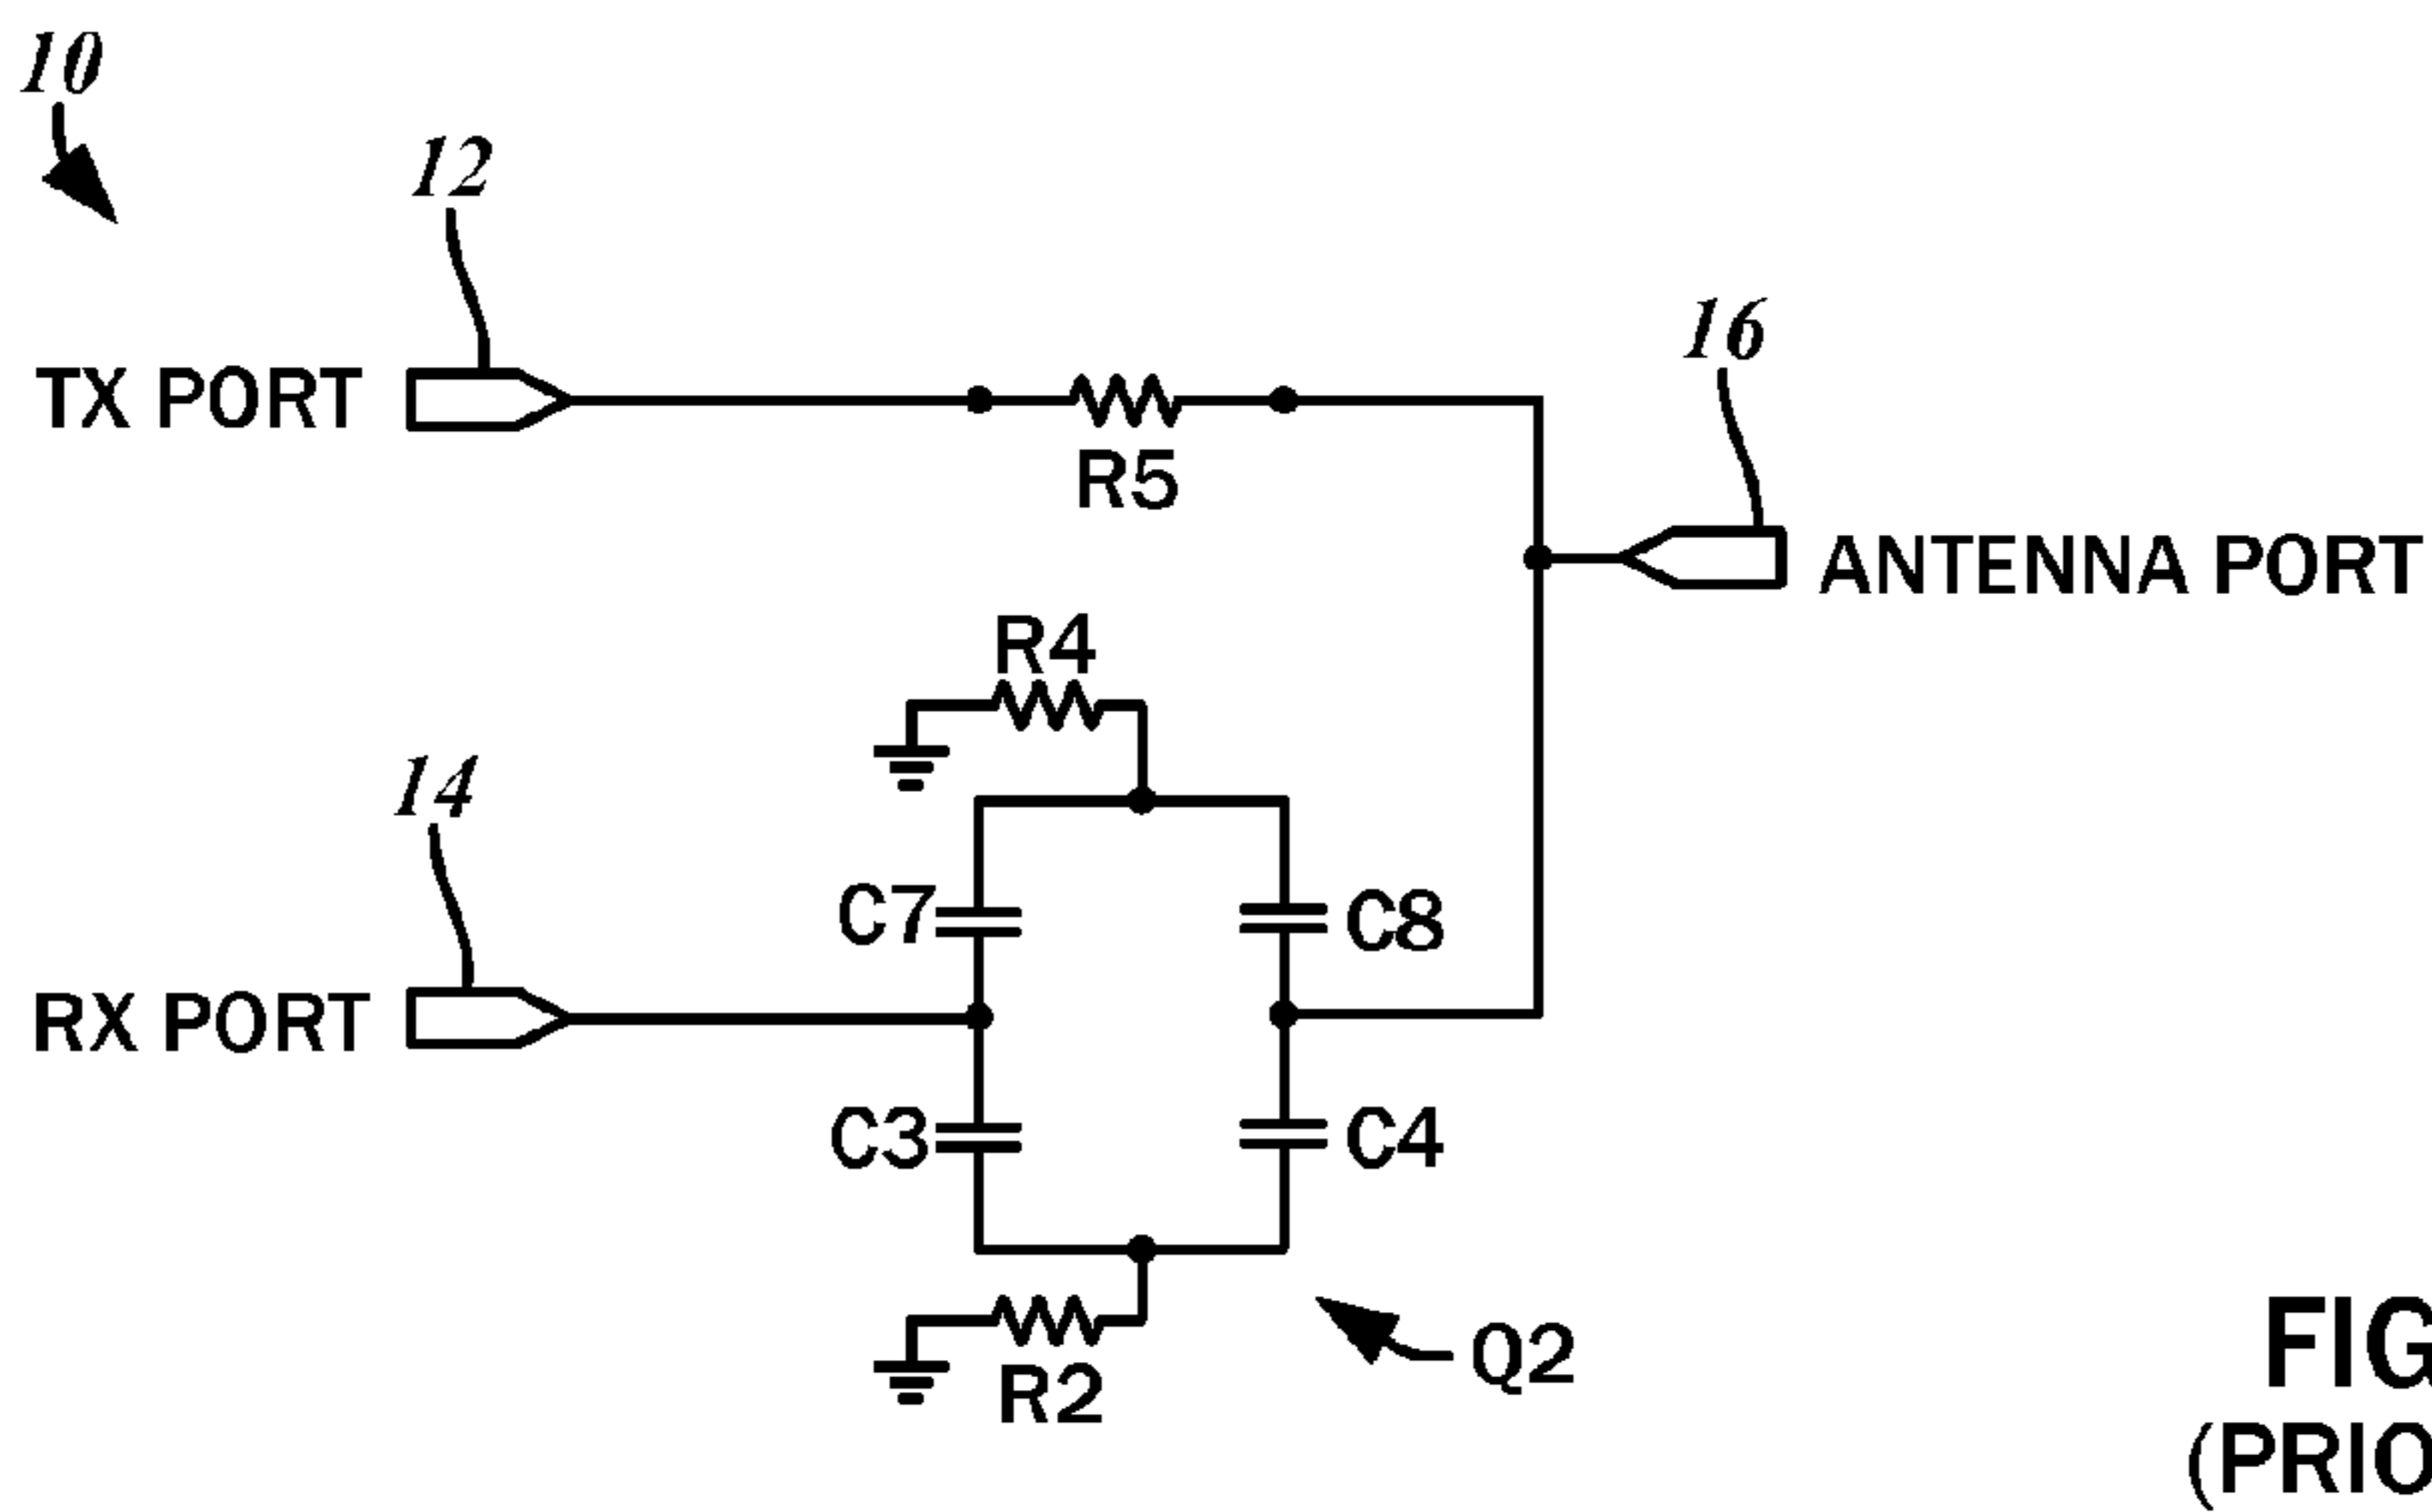 10
12
TX PORT
16
R5
ANTENNA PORT
R4
14
C7
C8
RX PORT
C3
C4
Q2
R2